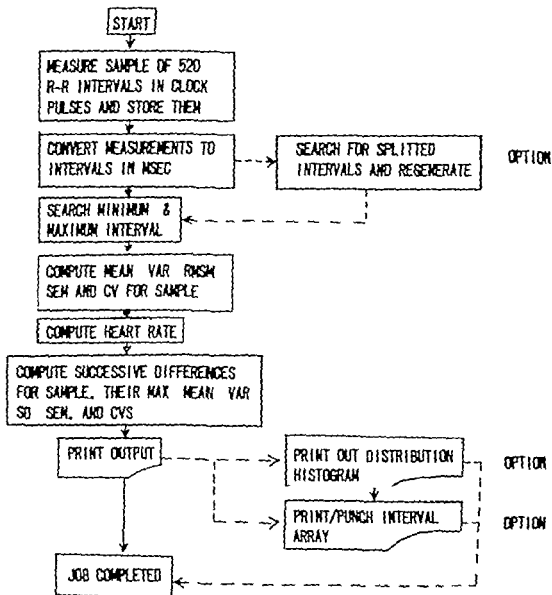 START
MEASURE SAMPLE OF 520
R-R INTERVALS IN CLOCK
PULSES AND STORE THEM
CONVERT MEASUREMENTS TO
INTERVALS IN MSEC
SEARCH FOR SPLITTED
INTERVALS AND REGENERATE
OPTION
SEARCH MINIMUM &
MAXIMUM INTERVAL
COMPUTE MEAN VAR RMSM
SEM AND CV FOR SAMPLE
COMPUTE HEART RATE
COMPUTE SUCCESSIVE DIFFERENCES
FOR SAMPLE. THEIR MAX MEAN VAR
SD SEM. AND CVS
PRINT OUTPUT
PRINT OUT DISTRIBUTION
HISTOGRAM
OPTION
PRINT/PUNCH INTERVAL
ARRAY
OPTION
JOB COMPLETED